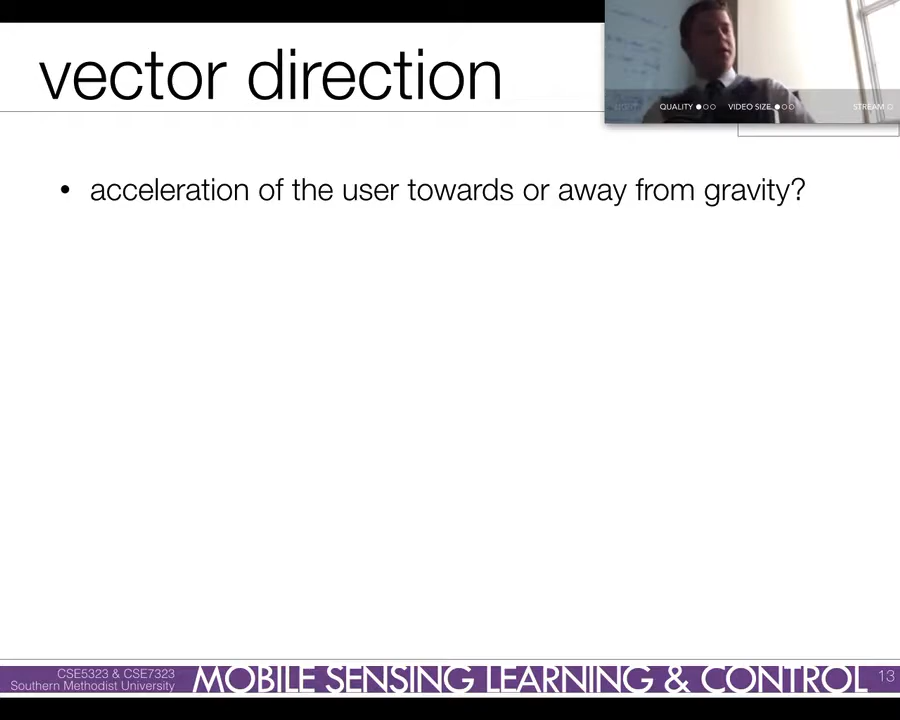 vector direction
QUALITY
VIDEO SIZE
STREAM
• acceleration of the user towards or away from gravity?
CSE5323 & CSE7323
Southern Methodist University
MOBILE SENSING LEARNING & CONTROL
13